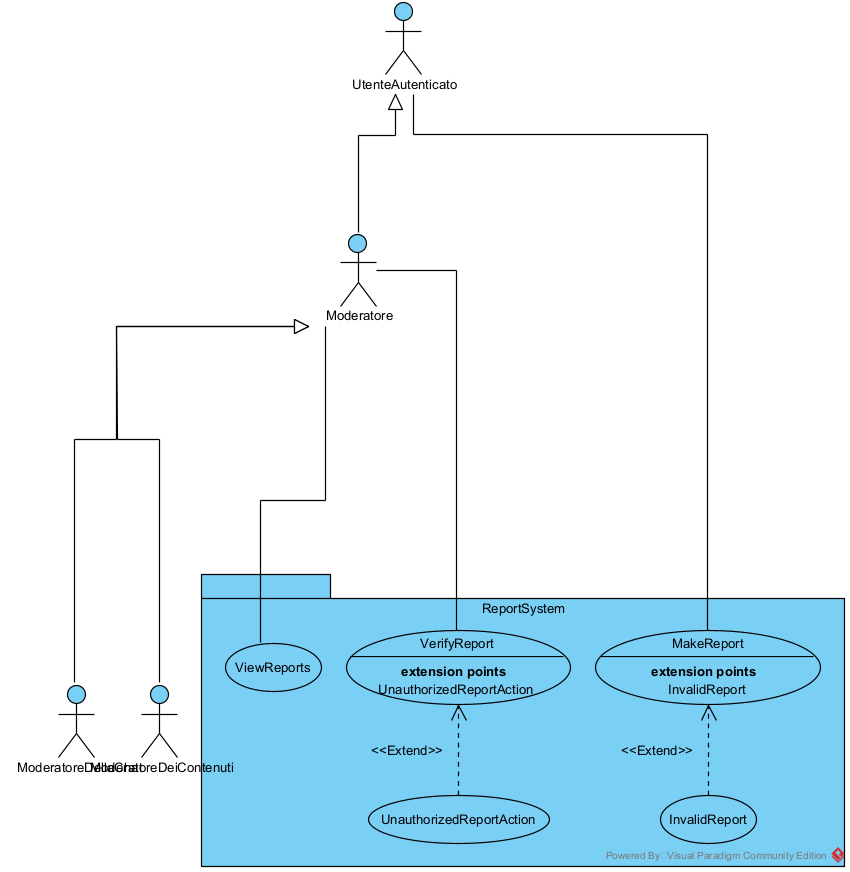 UtenteAutenticato
Moderatore
ReportSystem
ViewReports
VerifyReport
extension points
UnauthorizedReportAction
MakeReport
extension points
InvalidReport
<<Extend>>
<<Extend>>
ModeratoreDeiContenuti
UnauthorizedReportAction
InvalidReport
Powered By: Visual Paradigm Community Edition